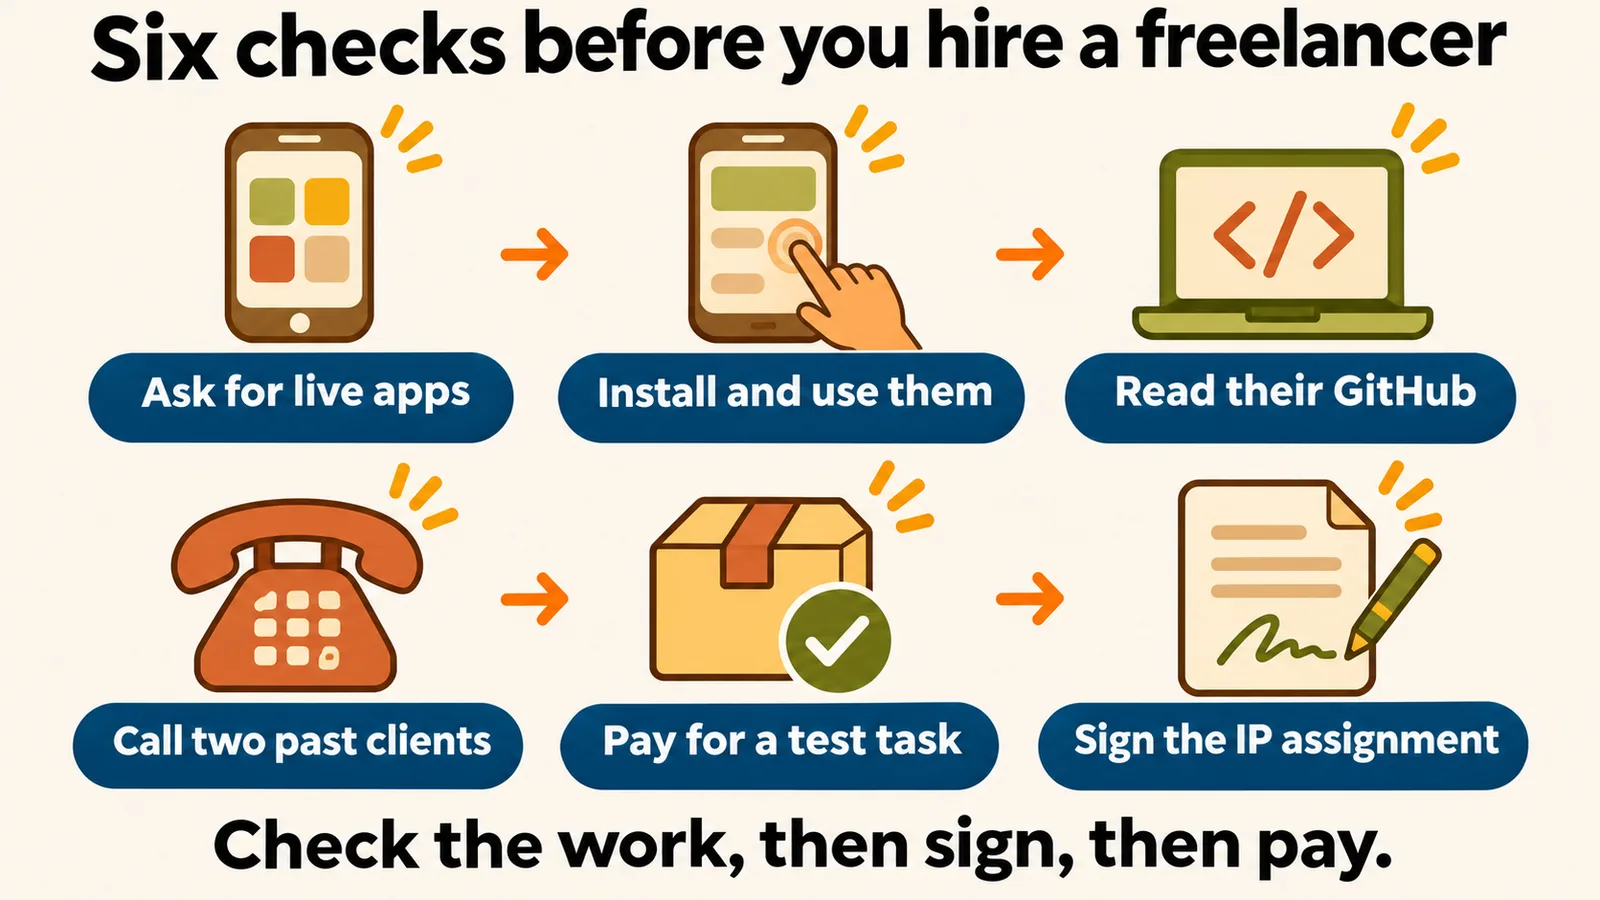 Six checks before you hire a freelancer
Ask for live apps
Install and use them
Read their GitHub
Call two past clients
Pay for a test task
Sign the IP assignment
Check the work, then sign, then pay.